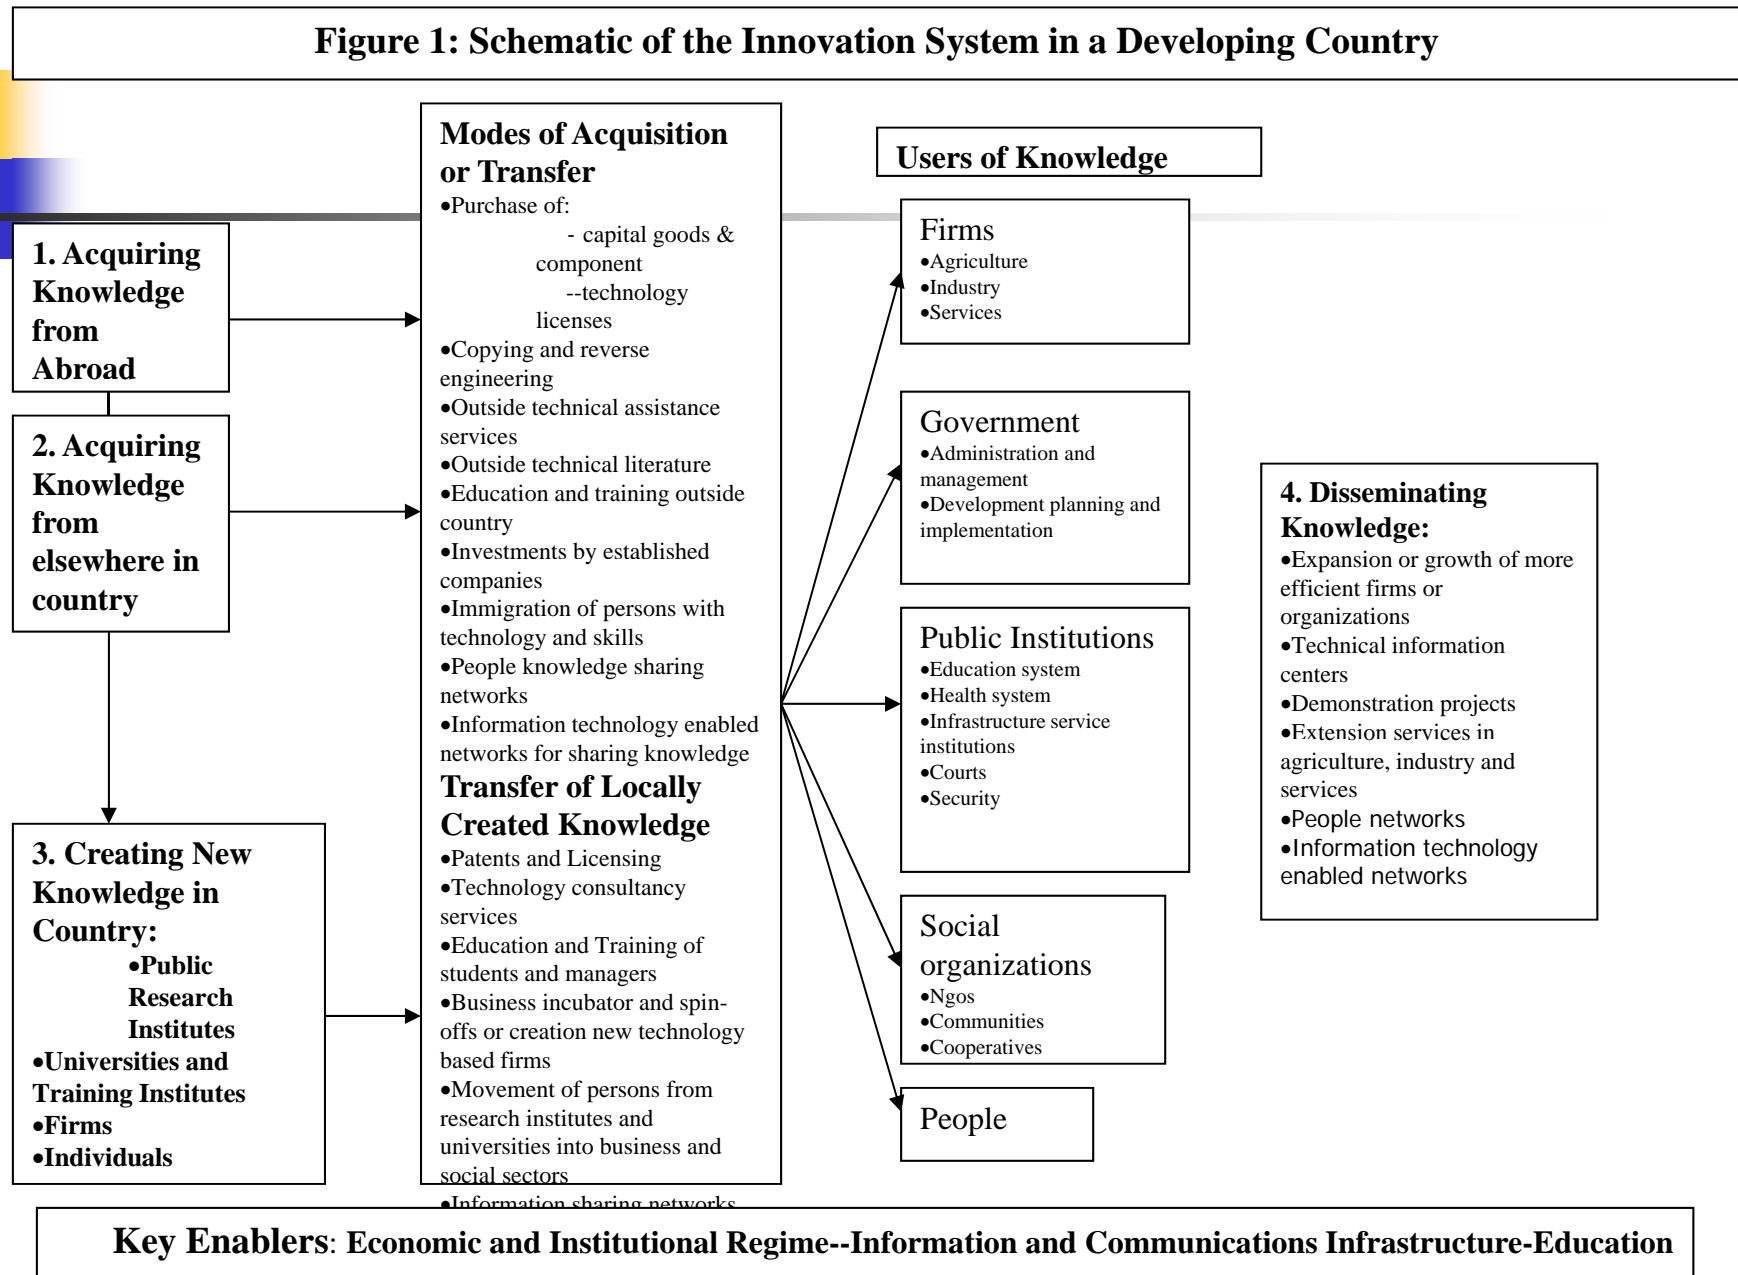 Figure 1: Schematic of the Innovation System in a Developing Country
1. Acquiring
Knowledge
from
Abroad
2. Acquiring
Knowledge
from
elsewhere in
country
3. Creating New
Knowledge in
Country:
•Public
Research
Institutes
•Universities and
Training Institutes
•Firms
•Individuals
Modes of Acquisition
or Transfer
•Purchase of:
- capital goods &
component
--technology
licenses
•Copying and reverse
engineering
•Outside technical assistance
services
•Outside technical literature
•Education and training outside
country
•Investments by established
companies
•Immigration of persons with
technology and skills
•People knowledge sharing
networks
•Information technology enabled
networks for sharing knowledge
Transfer of Locally
Created Knowledge
•Patents and Licensing
•Technology consultancy
services
•Education and Training of
students and managers
•Business incubator and spin-
offs or creation new technology
based firms
•Movement of persons from
research institutes and
universities into business and
social sectors
•Information sharing networks
Users of Knowledge
Firms
•Agriculture
•Industry
•Services
Government
•Administration and
management
•Development planning and
implementation
Public Institutions
•Education system
•Health system
•Infrastructure service
institutions
•Courts
•Security
Social
organizations
•Ngos
•Communities
•Cooperatives
People
4. Disseminating
Knowledge:
•Expansion or growth of more
efficient firms or
organizations
•Technical information
centers
•Demonstration projects
•Extension services in
agriculture, industry and
services
•People networks
•Information technology
enabled networks
Key Enablers: Economic and Institutional Regime--Information and Communications Infrastructure-Education